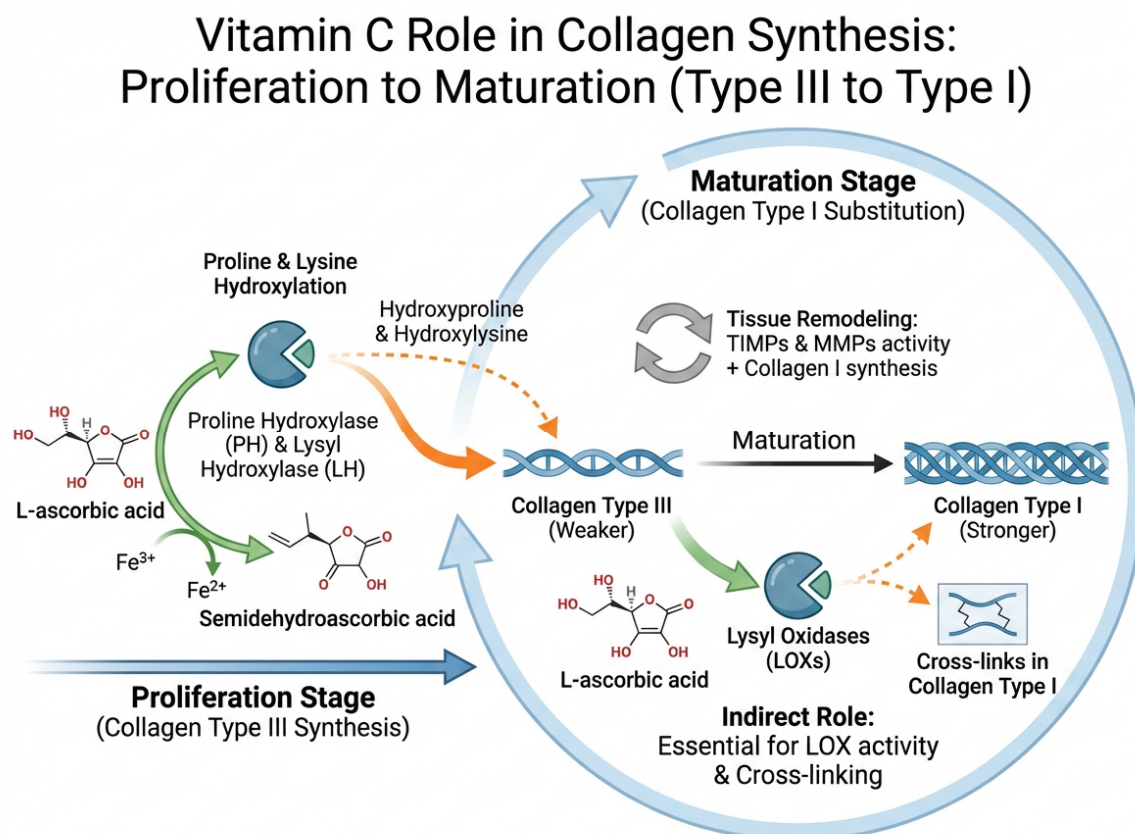 Vitamin C Role in Collagen Synthesis:
Proliferation to Maturation (Type III to Type I)
Maturation Stage
(Collagen Type I Substitution)
Proline & Lysine
Hydroxylation
Hydroxyproline
& Hydroxylysine
Tissue Remodeling:
TIMPs & MMPs activity
+ Collagen I synthesis
Proline Hydroxylase
(PH) & Lysyl
Hydroxylase (LH)
HO
HO
H
O
O
HO
OH
L-ascorbic acid
Fe³⁺
Fe²⁺
O
O
O
OH
Semidehydroascorbic acid
Maturation
Collagen Type III
(Weaker)
Collagen Type I
(Stronger)
HO
HO
H
O
O
HO
OH
L-ascorbic acid
Lysyl Oxidases
(LOXs)
Cross-links in
Collagen Type I
Proliferation Stage
(Collagen Type III Synthesis)
Indirect Role:
Essential for LOX activity
& Cross-linking